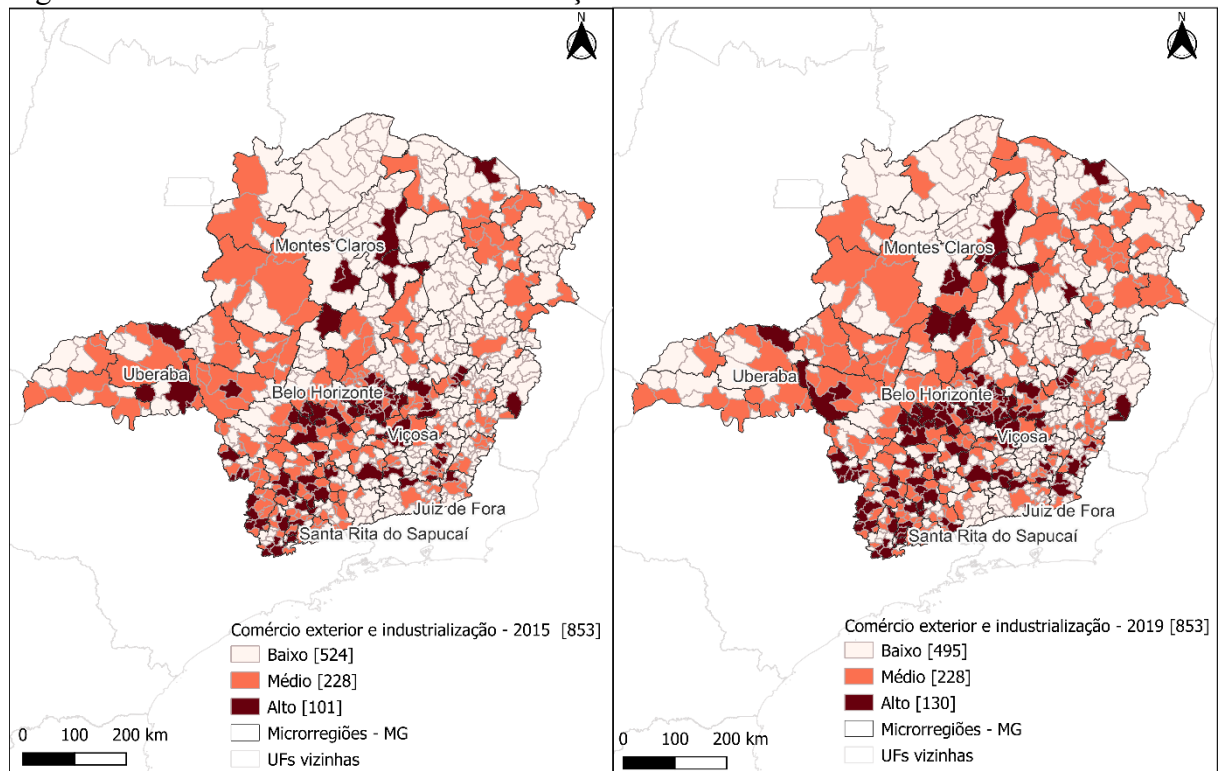 N
Montes Claros
Uberaba
Belo Horizonte
Viçosa
Juiz de Fora
Santa Rita do Sapucaí
Comércio exterior e industrialização - 2015 [853]
Baixo [524]
Médio [228]
Alto [101]
Microrregiões - MG
UFs vizinhas
0 100 200 km
N
Montes Claros
Uberaba
Belo Horizonte
Viçosa
Juiz de Fora
Santa Rita do Sapucaí
Comércio exterior e industrialização - 2019 [853]
Baixo [495]
Médio [228]
Alto [130]
Microrregiões - MG
UFs vizinhas
0 100 200 km